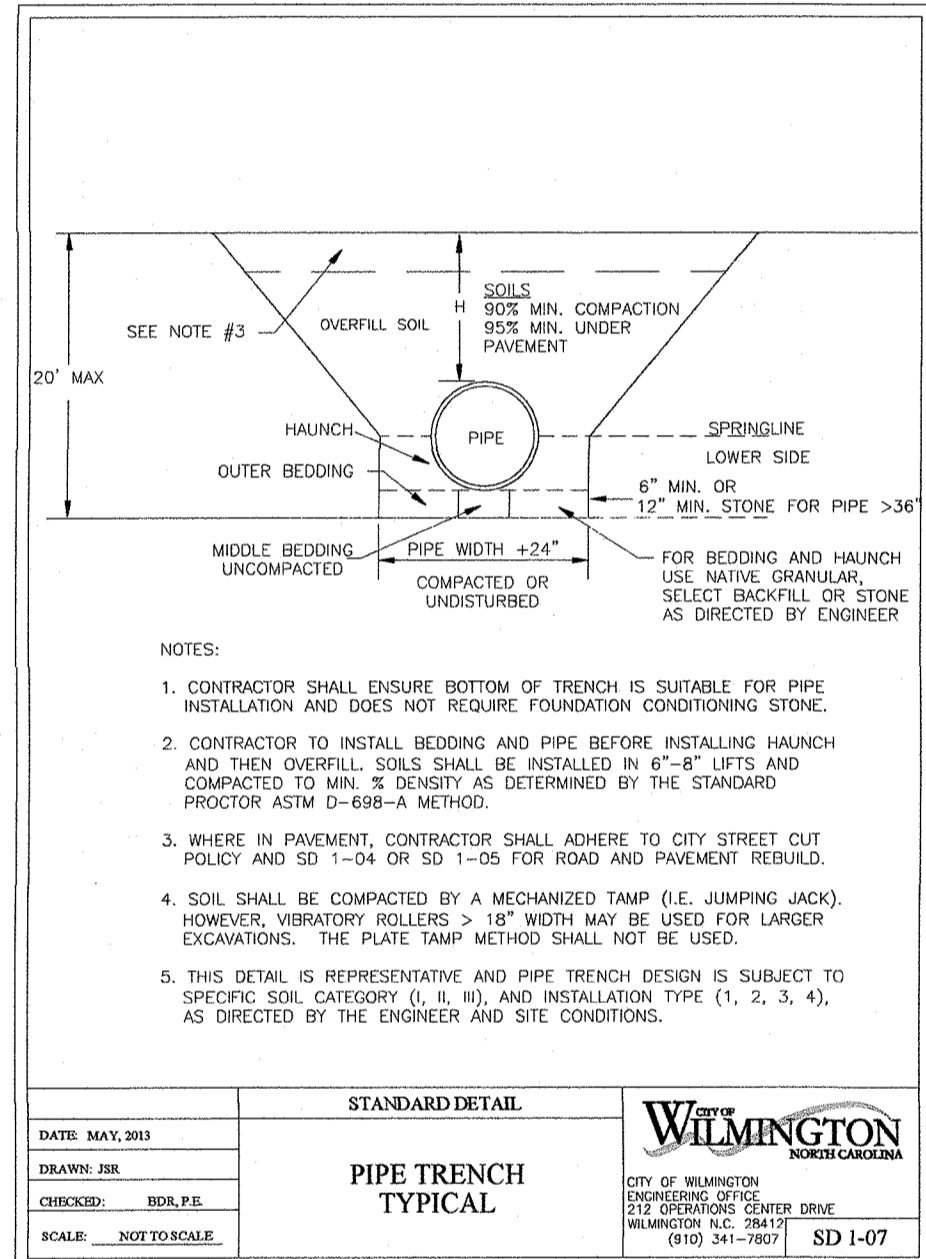 20' MAX
SEE NOTE #3
OVERFILL SOIL
H
SOILS
90% MIN. COMPACTION
95% MIN. UNDER
PAVEMENT
HAUNCH
PIPE
SPRINGLINE
LOWER SIDE
OUTER BEDDING
6" MIN. OR
12" MIN. STONE FOR PIPE >36"
MIDDLE BEDDING
UNCOMPACTED
PIPE WIDTH +24"
COMPACTED OR
UNDISTURBED
FOR BEDDING AND HAUNCH
USE NATIVE GRANULAR,
SELECT BACKFILL OR STONE
AS DIRECTED BY ENGINEER
NOTES:
1. CONTRACTOR SHALL ENSURE BOTTOM OF TRENCH IS SUITABLE FOR PIPE
INSTALLATION AND DOES NOT REQUIRE FOUNDATION CONDITIONING STONE.
2. CONTRACTOR TO INSTALL BEDDING AND PIPE BEFORE INSTALLING HAUNCH
AND THEN OVERFILL. SOILS SHALL BE INSTALLED IN 6"-8" LIFTS AND
COMPACTED TO MIN. % DENSITY AS DETERMINED BY THE STANDARD
PROCTOR ASTM D-698-A METHOD.
3. WHERE IN PAVEMENT, CONTRACTOR SHALL ADHERE TO CITY STREET CUT
POLICY AND SD 1-04 OR SD 1-05 FOR ROAD AND PAVEMENT REBUILD.
4. SOIL SHALL BE COMPACTED BY A MECHANIZED TAMP (I.E. JUMPING JACK).
HOWEVER, VIBRATORY ROLLERS > 18" WIDTH MAY BE USED FOR LARGER
EXCAVATIONS. THE PLATE TAMP METHOD SHALL NOT BE USED.
5. THIS DETAIL IS REPRESENTATIVE AND PIPE TRENCH DESIGN IS SUBJECT TO
SPECIFIC SOIL CATEGORY (I, II, III), AND INSTALLATION TYPE (1, 2, 3, 4),
AS DIRECTED BY THE ENGINEER AND SITE CONDITIONS.
DATE: MAY, 2013
DRAWN: JSR
CHECKED: BDR, P.E.
SCALE: NOT TO SCALE
STANDARD DETAIL
PIPE TRENCH
TYPICAL
CITY OF
WILMINGTON
NORTH CAROLINA
CITY OF WILMINGTON
ENGINEERING OFFICE
212 OPERATIONS CENTER DRIVE
WILMINGTON N.C. 28412
(910) 341-7807
SD 1-07